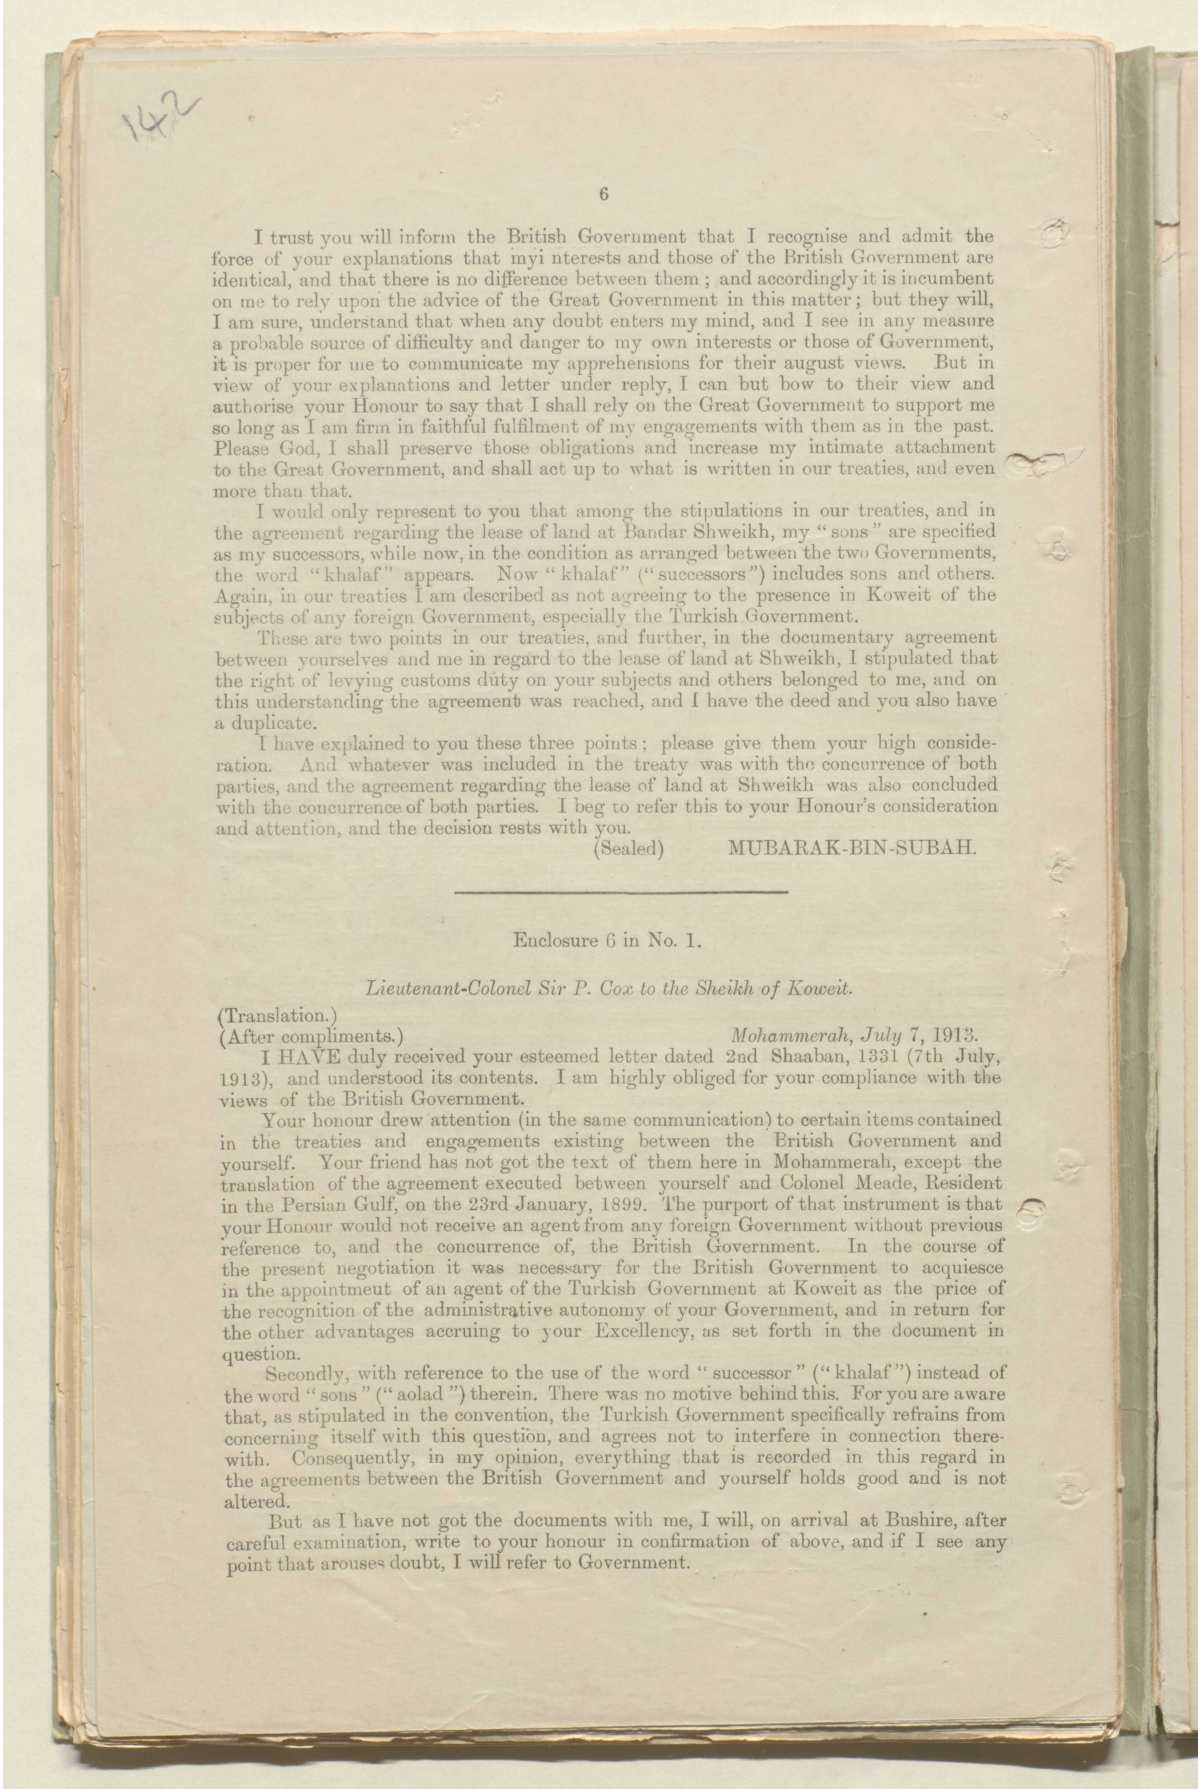 142
6
I trust you will inform the British Government that I recognise and admit the
force of your explanations that myi nterests and those of the British Government are
identical, and that there is no difference between them ; and accordingly it is incumbent
on me to rely upon the advice of the Great Government in this matter ; but they will,
I am sure, understand that when any doubt enters my mind, and I see in any measure
a probable source of difficulty and danger to my own interests or those of Government,
it is proper for me to communicate my apprehensions for their august views. But in
view of your explanations and letter under reply, I can but bow to their view and
authorise your Honour to say that I shall rely on the Great Government to support me
so long as I am firm in faithful fulfilment of my engagements with them as in the past.
Please God, I shall preserve those obligations and increase my intimate attachment
to the Great Government, and shall act up to what is written in our treaties, and even
more than that.
I would only represent to you that among the stipulations in our treaties, and in
the agreement regarding the lease of land at Bandar Shweikh, my “ sons ” are specified
as my successors, while now, in the condition as arranged between the two Governments,
the word “ khalaf ” appears. Now “ khalaf ” (“ successors ”) includes sons and others.
Again, in our treaties I am described as not agreeing to the presence in Koweit of the
subjects of any foreign Government, especially the Turkish Government.
These are two points in our treaties, and further, in the documentary agreement
between yourselves and me in regard to the lease of land at Shweikh, I stipulated that
the right of levying customs duty on your subjects and others belonged to me, and on
this understanding the agreement was reached, and I have the deed and you also have
a duplicate.
I have explained to you these three points ; please give them your high conside-
ration. And whatever was included in the treaty was with the concurrence of both
parties, and the agreement regarding the lease of land at Shweikh was also concluded
with the concurrence of both parties. I beg to refer this to your Honour's consideration
and attention, and the decision rests with you.
(Sealed) MUBARAK-BIN-SUBAH.
Enclosure 6 in No. 1.
Lieutenant-Colonel Sir P. Cox to the Sheikh of Koweit.
(Translation.)
(After compliments.) Mohammerah, July 7, 1913.
I HAVE duly received your esteemed letter dated 2nd Shaaban, 1331 (7th July,
1913), and understood its contents. I am highly obliged for your compliance with the
views of the British Government.
Your honour drew attention (in the same communication) to certain items contained
in the treaties and engagements existing between the British Government and
yourself. Your friend has not got the text of them here in Mohammerah, except the
translation of the agreement executed between yourself and Colonel Meade, Resident
in the Persian Gulf, on the 23rd January, 1899. The purport of that instrument is that
your Honour would not receive an agent from any foreign Government without previous
reference to, and the concurrence of, the British Government. In the course of
the present negotiation it was necessary for the British Government to acquiesce
in the appointment of an agent of the Turkish Government at Koweit as the price of
the recognition of the administrative autonomy of your Government, and in return for
the other advantages accruing to your Excellency, as set forth in the document in
question.
Secondly, with reference to the use of the word “ successor ” (“ khalaf ”) instead of
the word “ sons ” (“ aolad ”) therein. There was no motive behind this. For you are aware
that, as stipulated in the convention, the Turkish Government specifically refrains from
concerning itself with this question, and agrees not to interfere in connection there-
with. Consequently, in my opinion, everything that is recorded in this regard in
the agreements between the British Government and yourself holds good and is not
altered.
But as I have not got the documents with me, I will, on arrival at Bushire, after
careful examination, write to your honour in confirmation of above, and if I see any
point that arouses doubt, I will refer to Government.